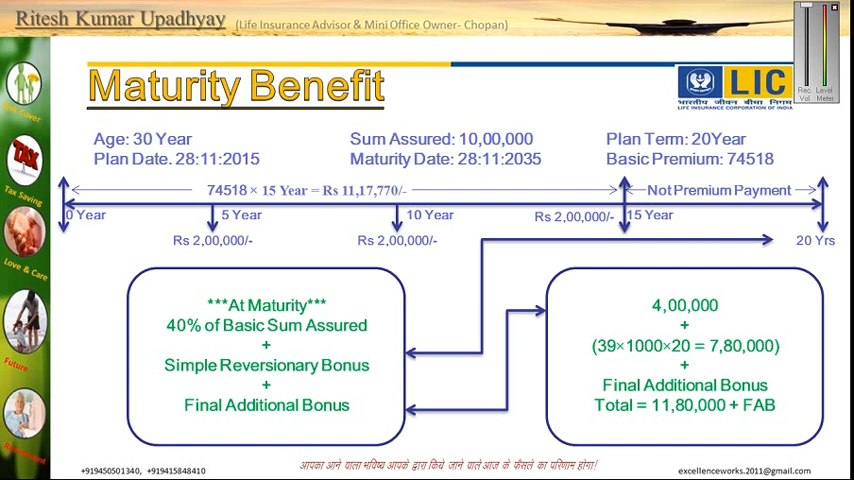 Ritesh Kumar Upadhyay (Life Insurance Advisor & Mini Office Owner- Chopan)
Rec. Vol. Level Meter
Maturity Benefit
LIC
भारतीय जीवन बीमा निगम
LIFE INSURANCE CORPORATION OF INDIA
Age: 30 Year Sum Assured: 10,00,000 Plan Term: 20Year
Plan Date. 28:11:2015 Maturity Date: 28:11:2035 Basic Premium: 74518
74518 × 15 Year = Rs 11,17,770/- Not Premium Payment
0 Year 5 Year 10 Year Rs 2,00,000/- 15 Year
Rs 2,00,000/- Rs 2,00,000/- 20 Yrs
***At Maturity***
40% of Basic Sum Assured
+
Simple Reversionary Bonus
+
Final Additional Bonus
4,00,000
+
(39×1000×20 = 7,80,000)
+
Final Additional Bonus
Total = 11,80,000 + FAB
Tax Saving
Love & Care
Future
Retirement
+919450501340, +919415848410
आपका आने वाला भविष्य आपके द्वारा किये जाने वाले आज के फैसले का परिणाम होगा!
excellenceworks.2011@gmail.com